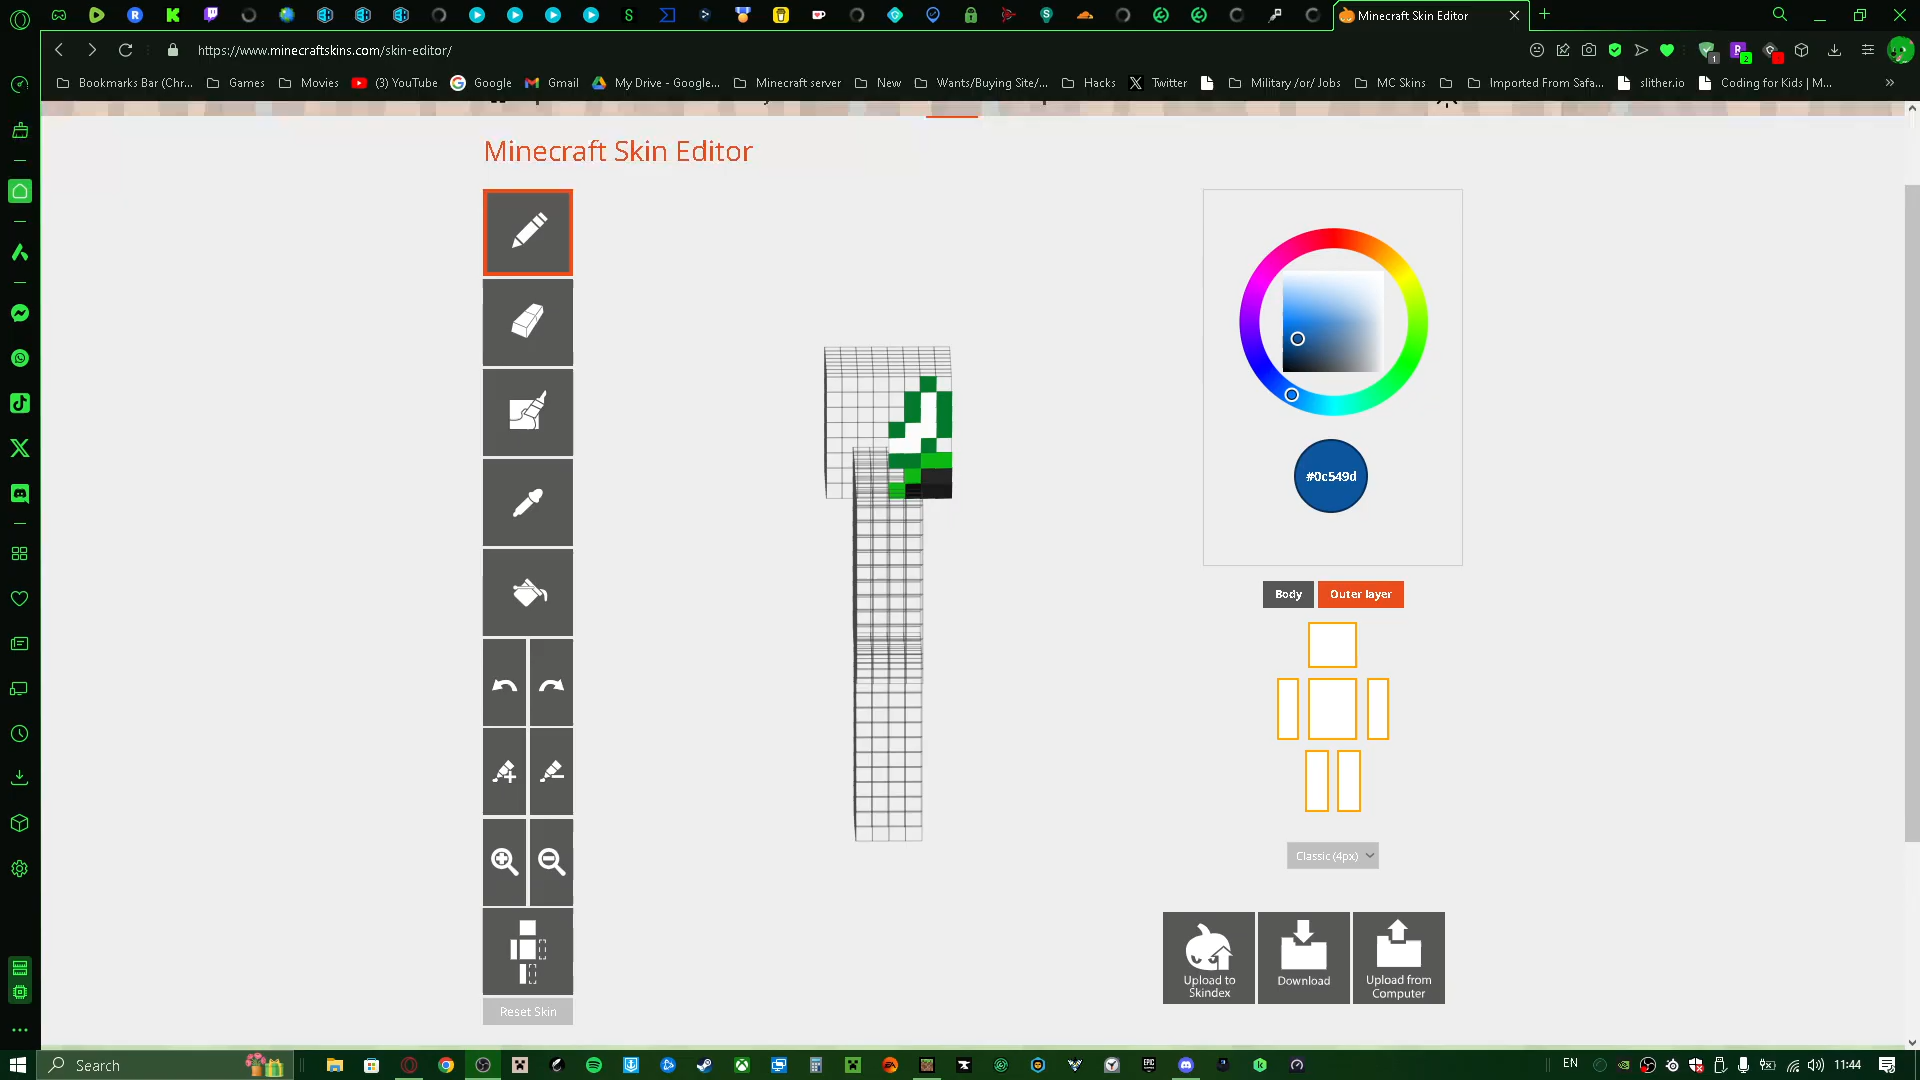 Minecraft Skin Editor
https://www.minecraftskins.com/skin-editor/
Bookmarks Bar (Chr...
Games
Movies
(3) YouTube
Google
Gmail
My Drive - Google...
Minecraft server
New
Wants/Buying Site/...
Hacks
Twitter
Military /or/ Jobs
MC Skins
Imported From Safa...
slither.io
Coding for Kids | M...
Minecraft Skin Editor
#0c549d
Body
Outer layer
Classic (4px)
Upload to
Skindex
Download
Upload from
Computer
Reset Skin
Search
EN
11:44